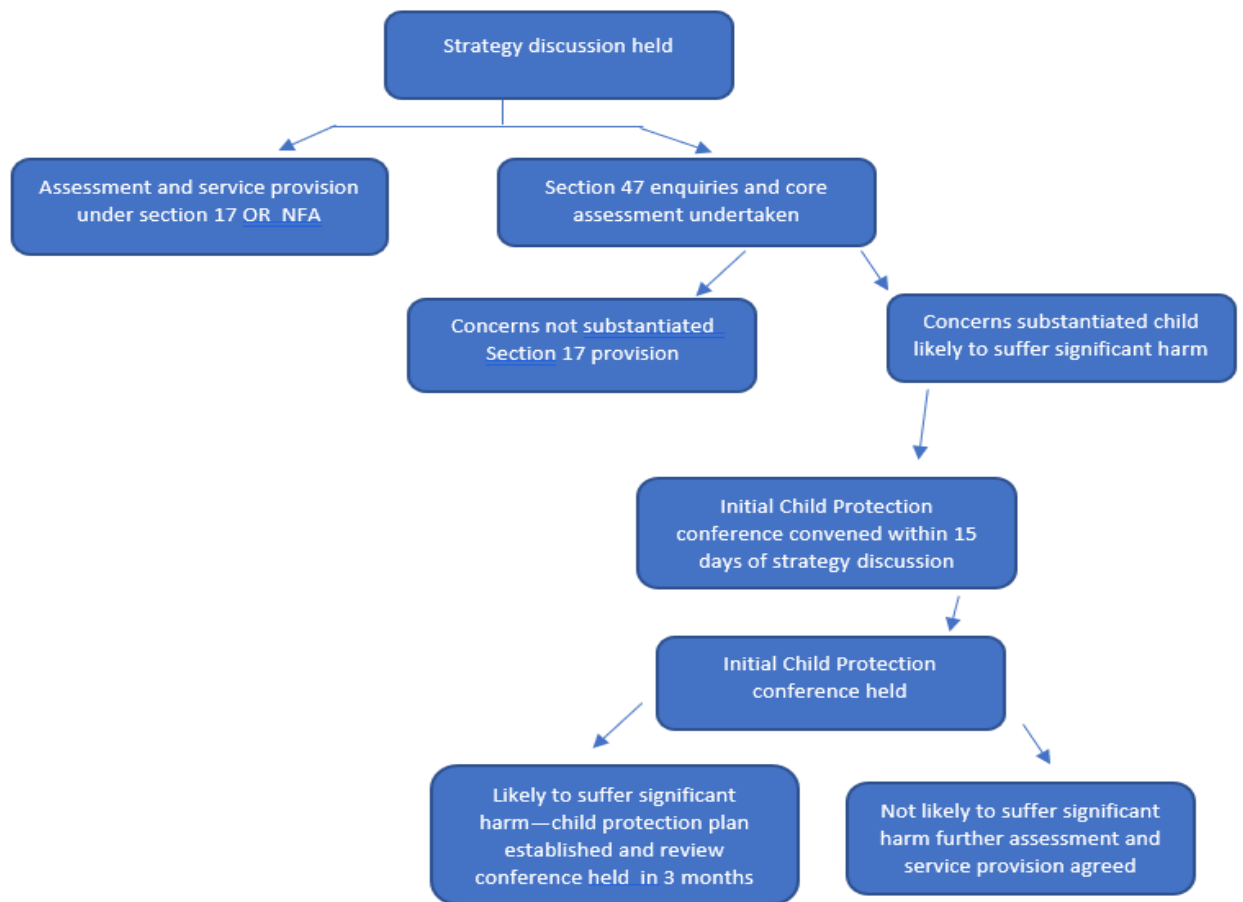 Strategy discussion held
Assessment and service provision
under section 17 OR  NFA
Section 47 enquiries and core
assessment undertaken
Concerns not substantiated
Section 17 provision
Concerns substantiated child
likely to suffer significant harm
Initial Child Protection
conference convened within 15
days of strategy discussion
Initial Child Protection
conference held
Likely to suffer significant
harm—child protection plan
established and review
conference held  in 3 months
Not likely to suffer significant
harm further assessment and
service provision agreed